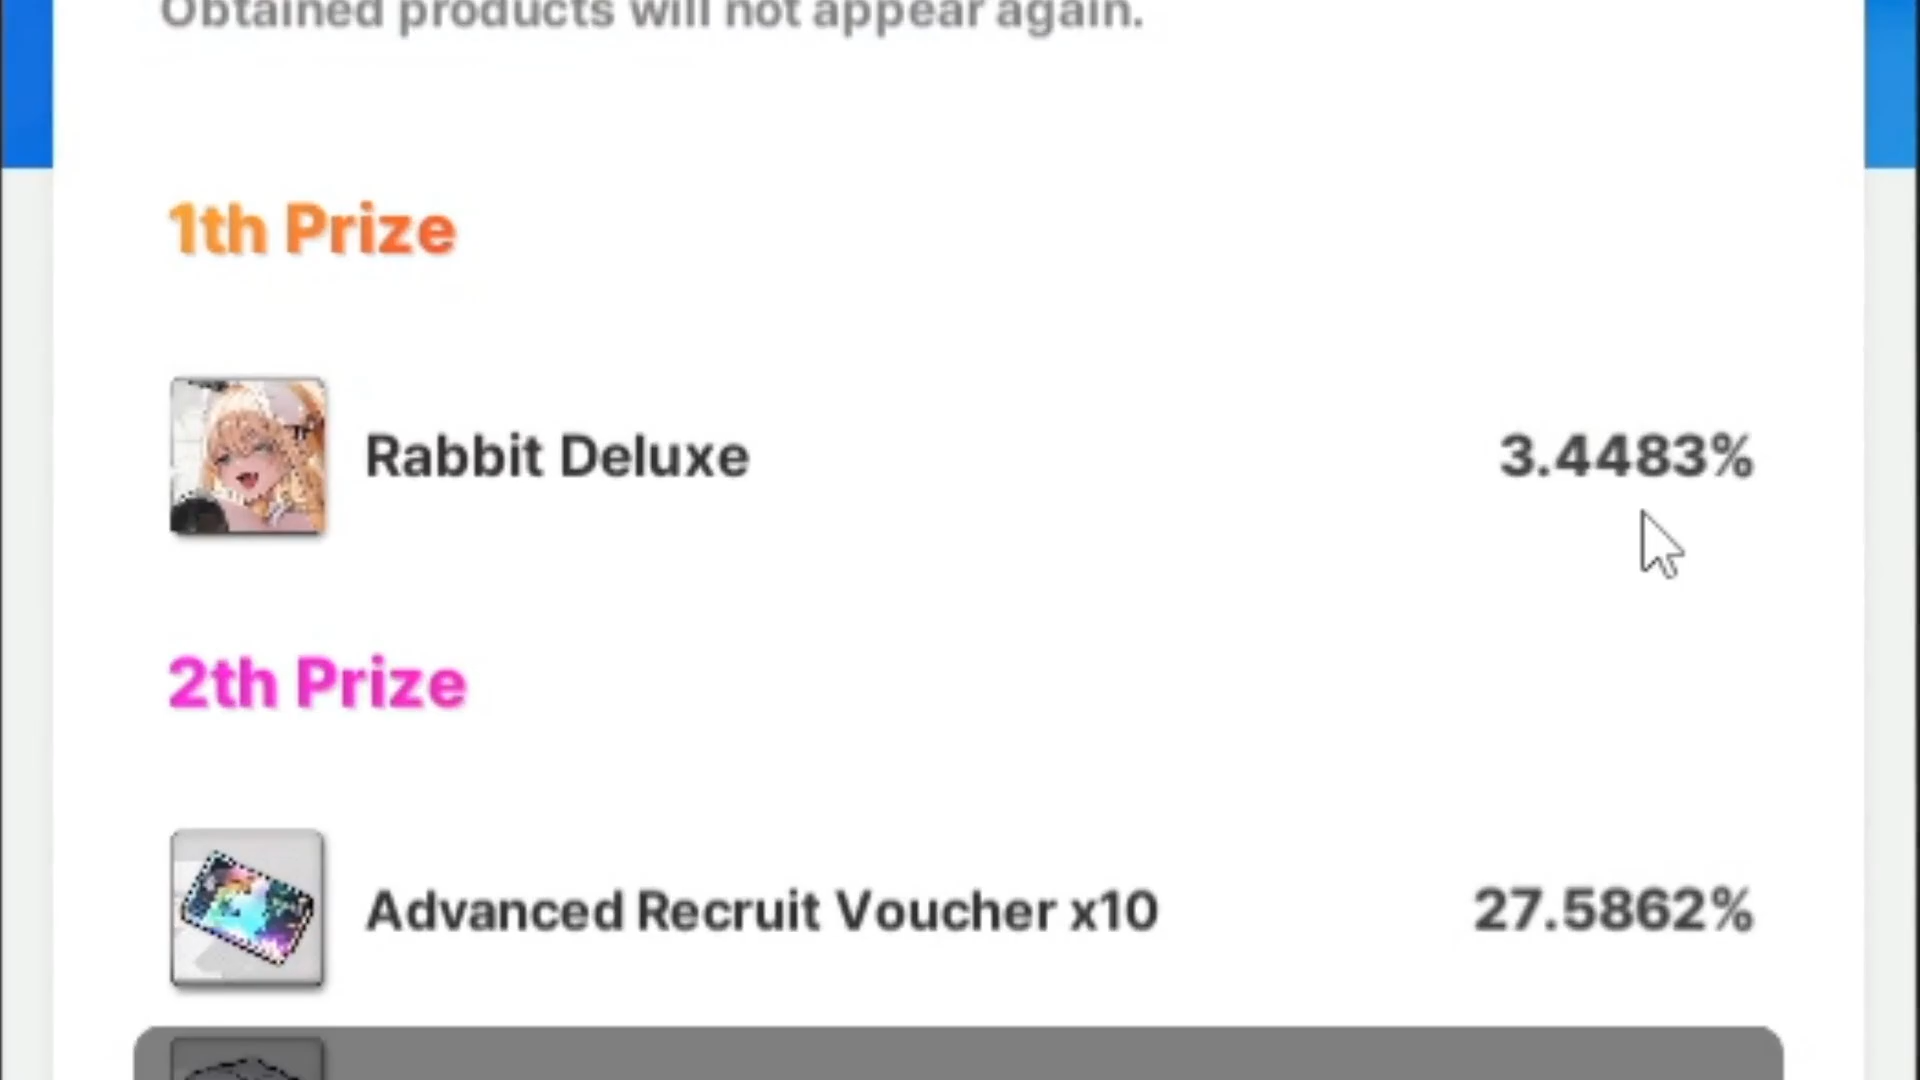 Obtained products will not appear again.
1th Prize
Rabbit Deluxe
3.4483%
2th Prize
Advanced Recruit Voucher x10
27.5862%